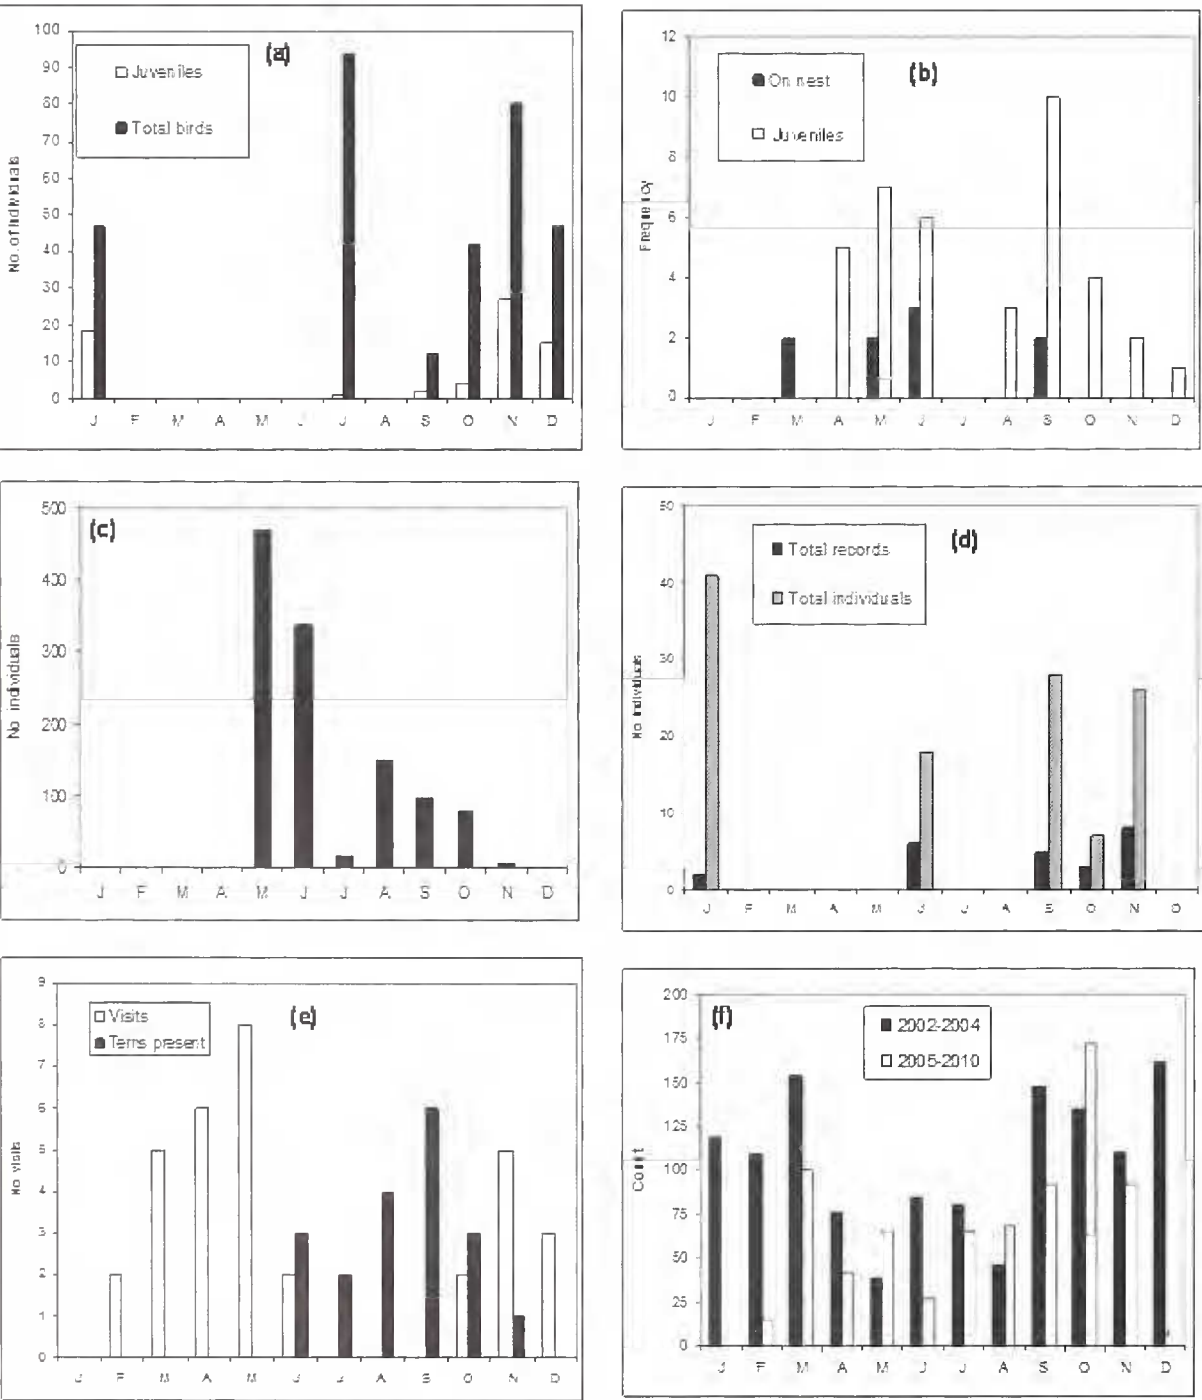 (a)
Juveniles
Total birds
No. of Individuals
100
90
80
70
60
50
40
30
20
10
0
J F M A M J J A S O N D
(b)
On nest
Juveniles
Frequency
12
10
8
6
4
2
0
J F M A M J J A S O N D
(c)
No individuals
500
400
300
200
100
0
J F M A M J J A S O N D
(d)
Total records
Total individuals
No individuals
50
40
30
20
10
0
J F M A M J J A S O N D
(e)
Visits
Terns present
No visits
9
8
7
6
5
4
3
2
1
0
J F M A M J J A S O N D
(f)
2002-2004
2005-2010
Count
200
175
150
125
100
75
50
25
0
J F M A M J J A S O N D